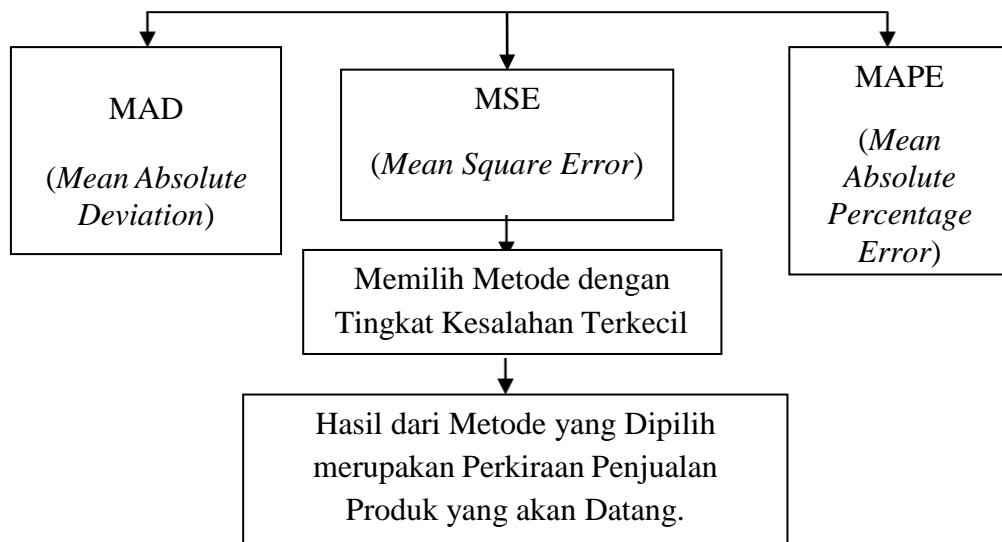 MAD
(Mean Absolute
Deviation)
MSE
(Mean Square Error)
MAPE
(Mean
Absolute
Percentage
Error)
Memilih Metode dengan
Tingkat Kesalahan Terkecil
Hasil dari Metode yang Dipilih
merupakan Perkiraan Penjualan
Produk yang akan Datang.